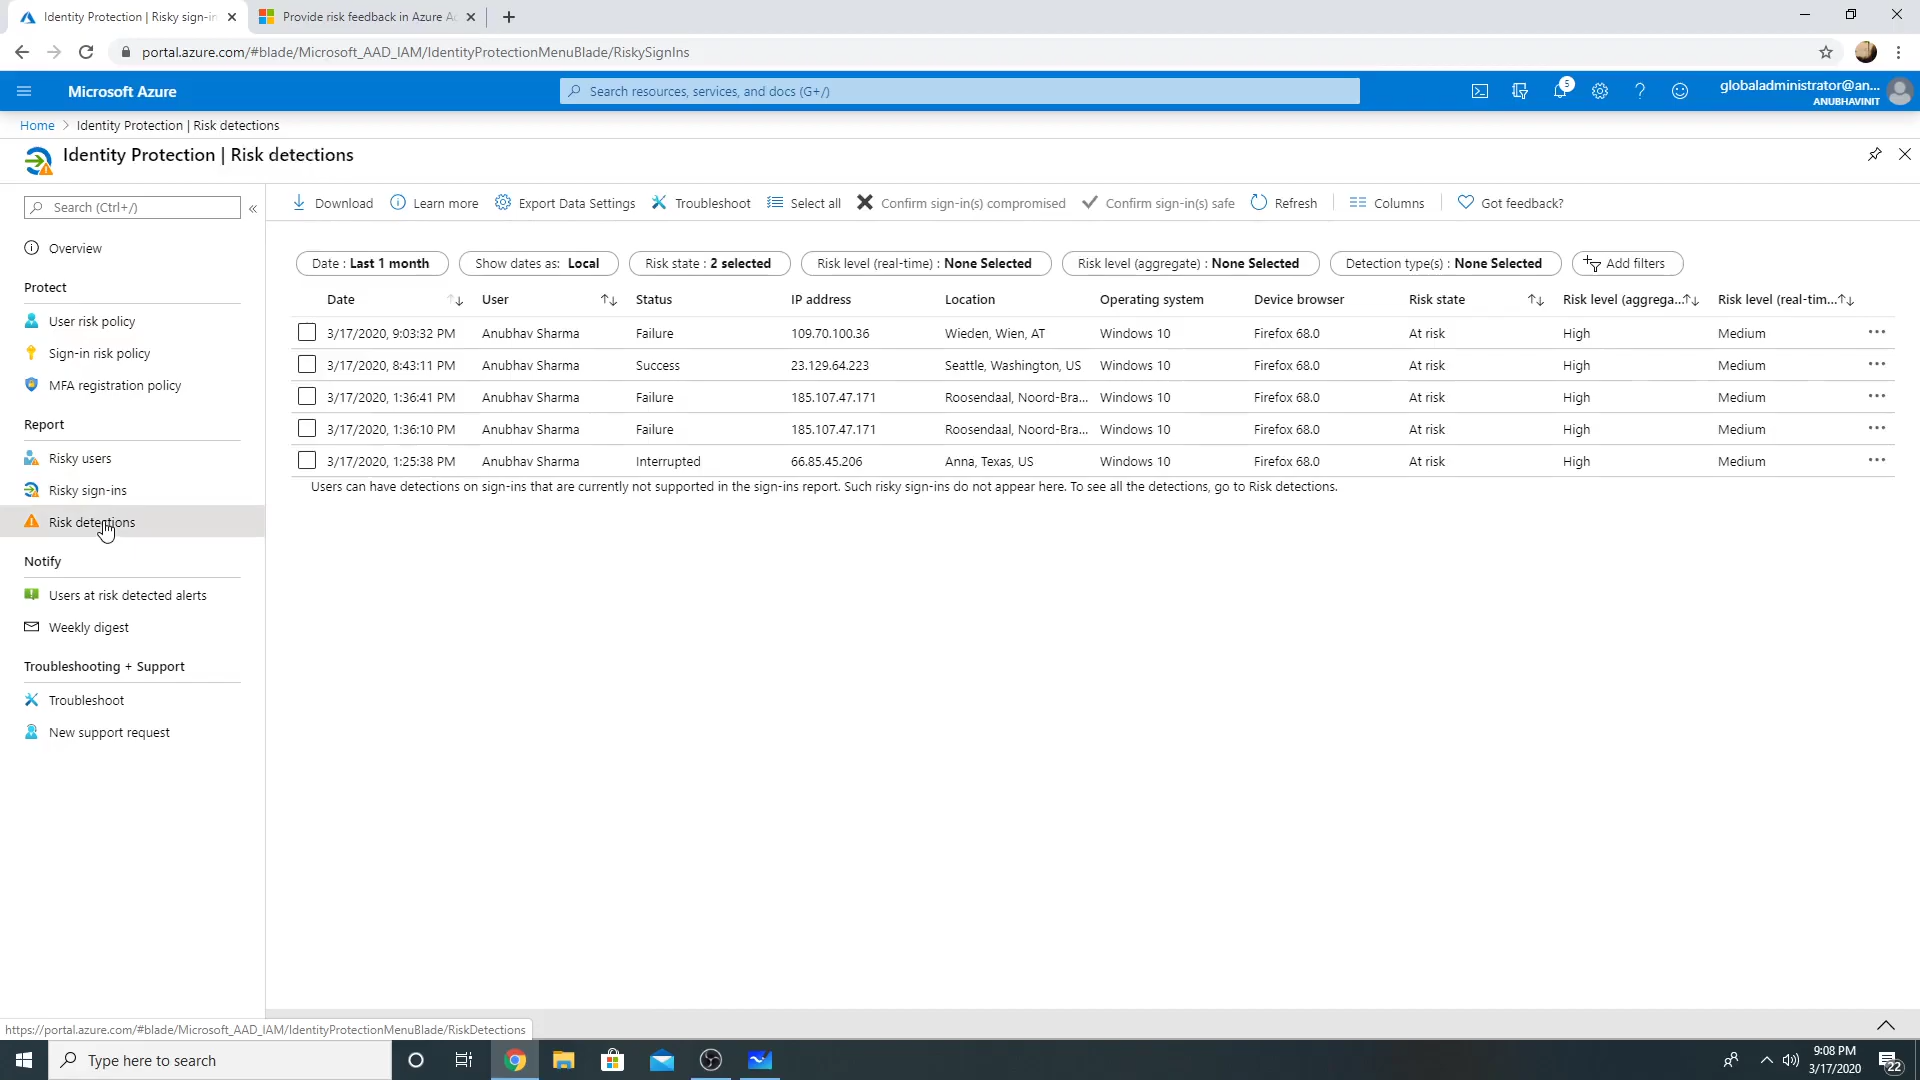 Identity Protection | Risky sign-in
Provide risk feedback in Azure A
portal.azure.com/#blade/Microsoft_AAD_IAM/IdentityProtectionMenuBlade/RiskySignIns
Microsoft Azure
Search resources, services, and docs (G+/)
5
globaladministrator@an...
ANUBHAVINIT
Home > Identity Protection | Risk detections
Identity Protection | Risk detections
Search (Ctrl+/)
«
Download
Learn more
Export Data Settings
Troubleshoot
Select all
Confirm sign-in(s) compromised
Confirm sign-in(s) safe
Refresh
Columns
Got feedback?
Overview
Protect
User risk policy
Sign-in risk policy
MFA registration policy
Report
Risky users
Risky sign-ins
Risk detections
Notify
Users at risk detected alerts
Weekly digest
Troubleshooting + Support
Troubleshoot
New support request
Date : Last 1 month
Show dates as: Local
Risk state : 2 selected
Risk level (real-time) : None Selected
Risk level (aggregate) : None Selected
Detection type(s) : None Selected
Add filters
Date User Status IP address Location Operating system Device browser Risk state Risk level (aggrega... Risk level (real-tim...
3/17/2020, 9:03:32 PM Anubhav Sharma Failure 109.70.100.36 Wieden, Wien, AT Windows 10 Firefox 68.0 At risk High Medium ...
3/17/2020, 8:43:11 PM Anubhav Sharma Success 23.129.64.223 Seattle, Washington, US Windows 10 Firefox 68.0 At risk High Medium ...
3/17/2020, 1:36:41 PM Anubhav Sharma Failure 185.107.47.171 Roosendaal, Noord-Bra... Windows 10 Firefox 68.0 At risk High Medium ...
3/17/2020, 1:36:10 PM Anubhav Sharma Failure 185.107.47.171 Roosendaal, Noord-Bra... Windows 10 Firefox 68.0 At risk High Medium ...
3/17/2020, 1:25:38 PM Anubhav Sharma Interrupted 66.85.45.206 Anna, Texas, US Windows 10 Firefox 68.0 At risk High Medium ...
Users can have detections on sign-ins that are currently not supported in the sign-ins report. Such risky sign-ins do not appear here. To see all the detections, go to Risk detections.
https://portal.azure.com/#blade/Microsoft_AAD_IAM/IdentityProtectionMenuBlade/RiskDetections
Type here to search
9:08 PM
3/17/2020
22